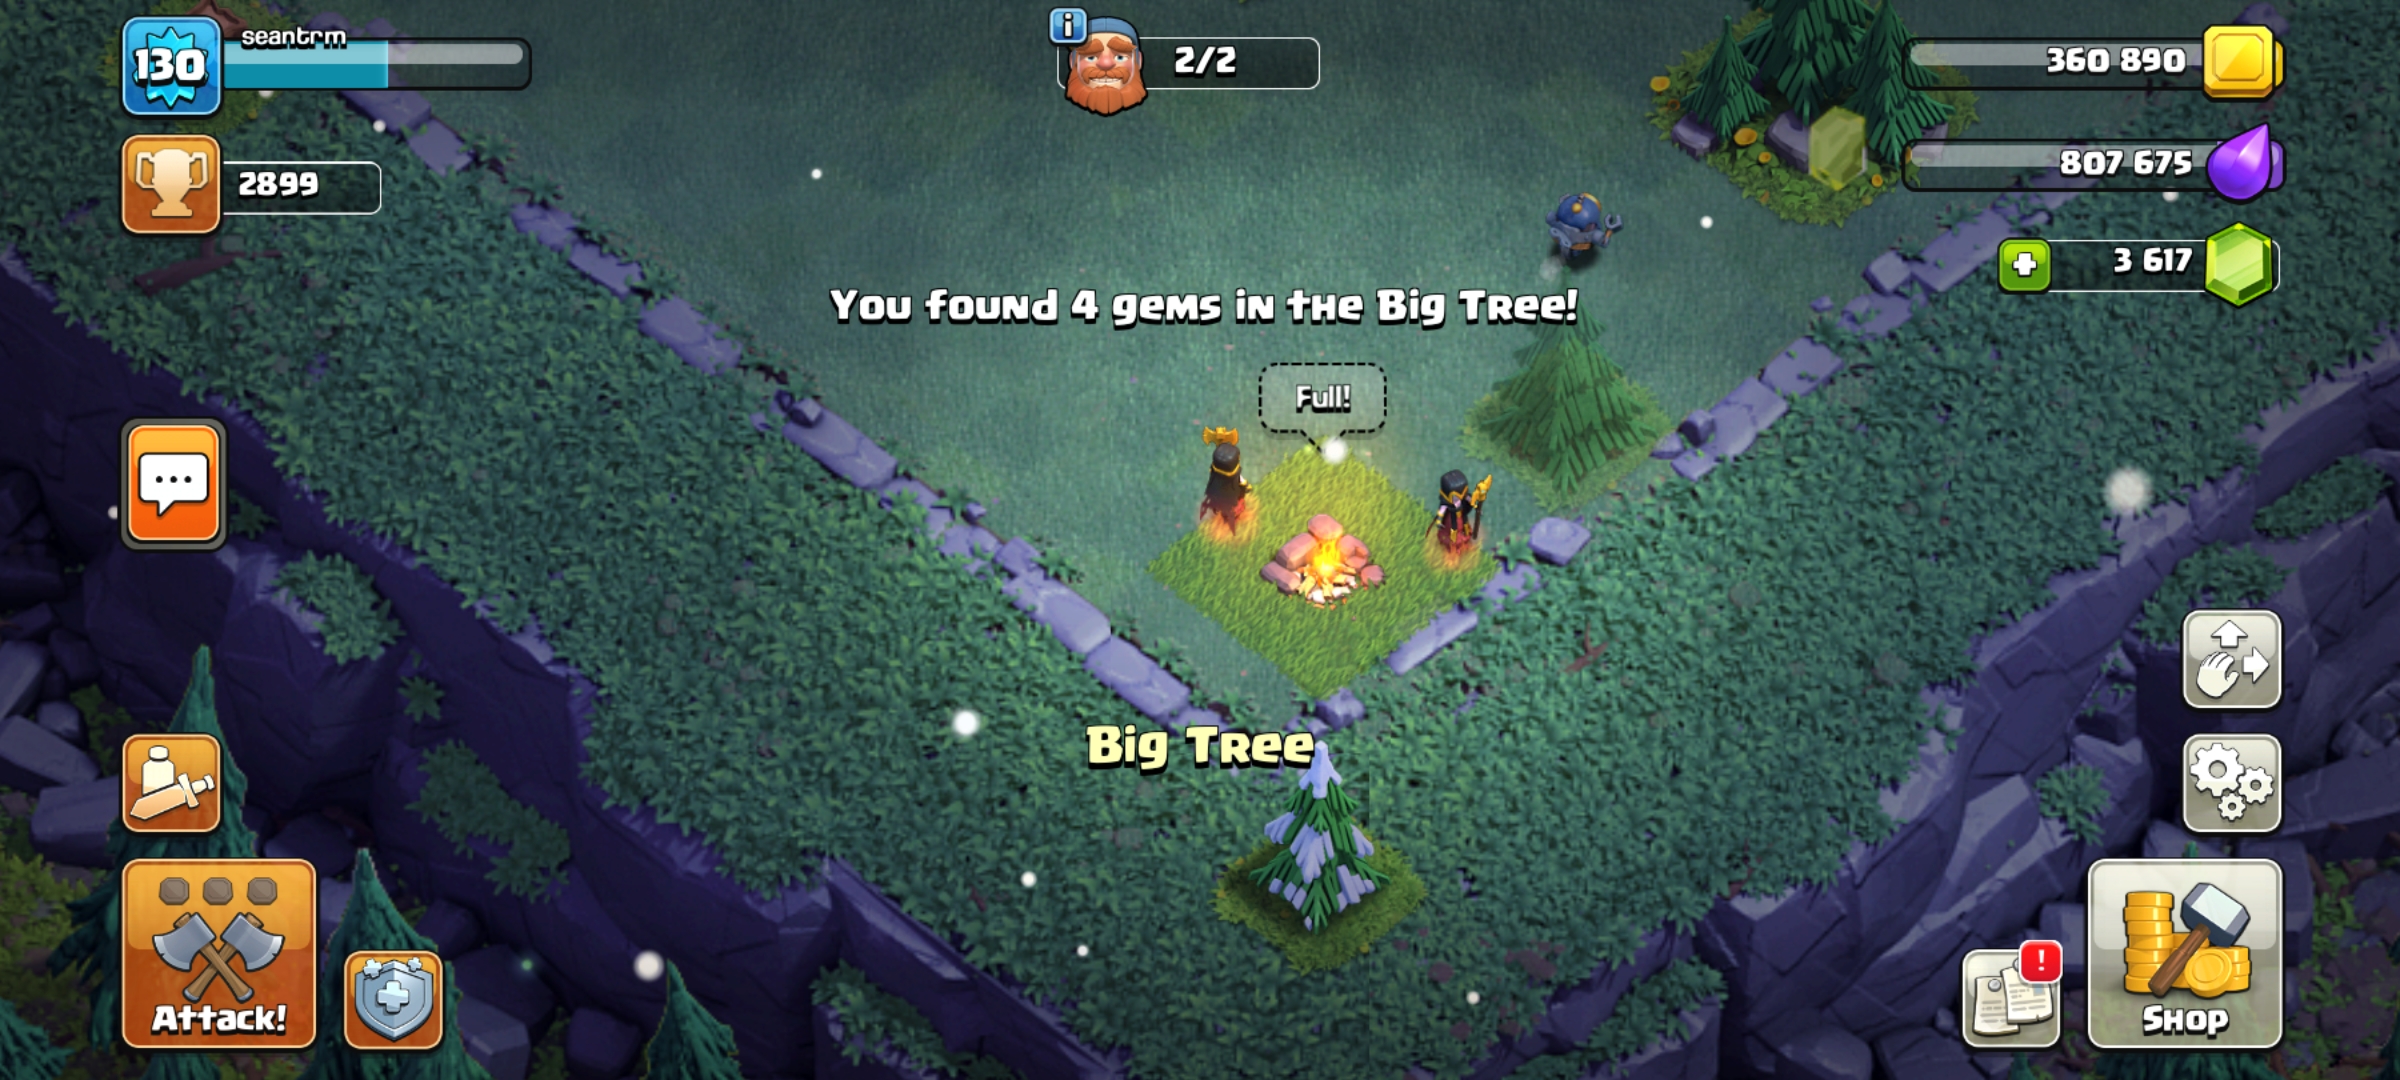 130
seantrm
i
2/2
360 890
2899
807 675
3 617
You found 4 gems in the Big Tree!
Full!
Big Tree
Attack!
!
Shop